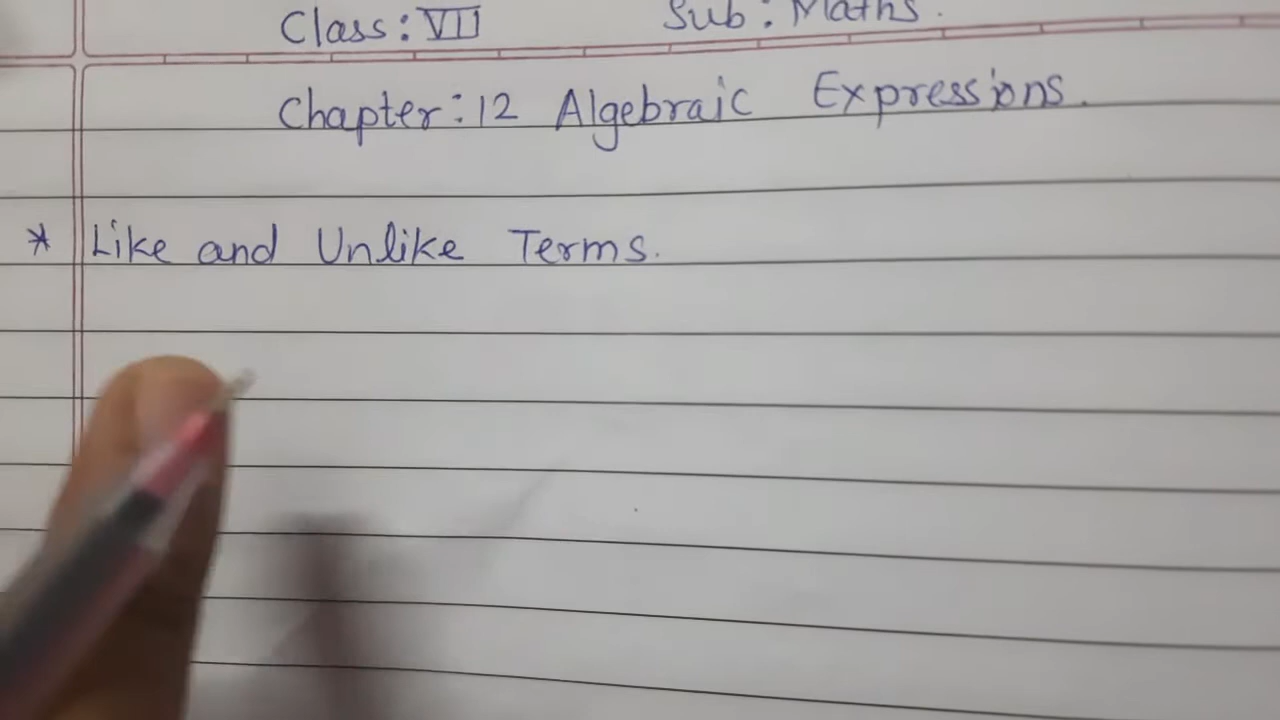 Class: VII Sub: Maths.
Chapter: 12 Algebraic Expressions.
* Like and Unlike Terms.